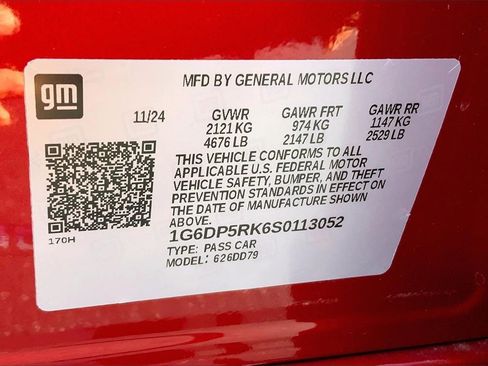 gm
MFD BY GENERAL MOTORS LLC
11/24 GVWR GAWR FRT GAWR RR
2121 KG 974 KG 1147 KG
4676 LB 2147 LB 2529 LB
THIS VEHICLE CONFORMS TO ALL
APPLICABLE U.S. FEDERAL MOTOR
VEHICLE SAFETY, BUMPER, AND THEFT
PREVENTION STANDARDS IN EFFECT ON
THE DATE OF MANUFACTURE SHOWN
ABOVE.
170H
1G6DP5RK6S0113052
TYPE: PASS CAR
MODEL: 626DD79